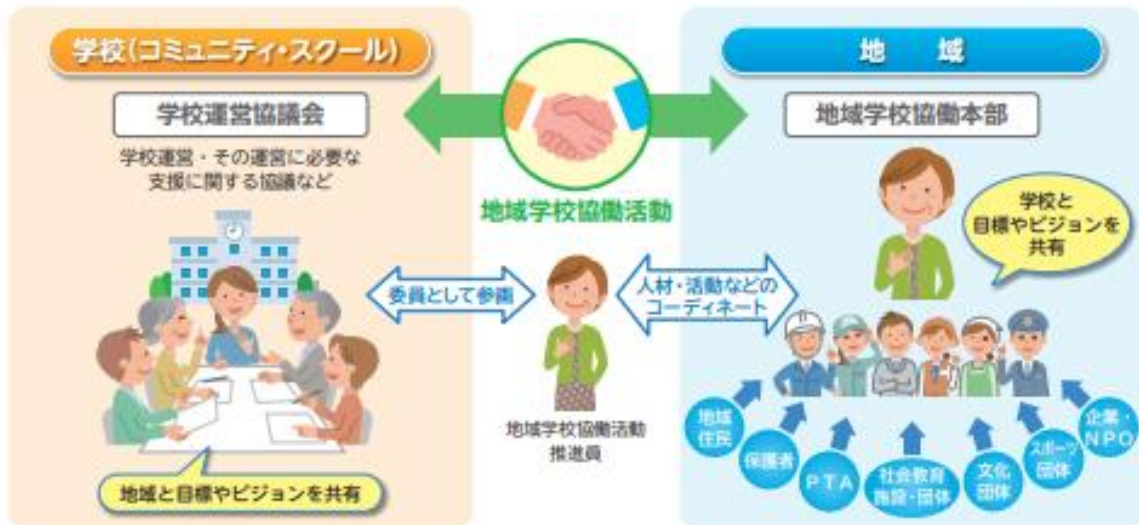 学校(コミュニティ・スクール)
学校運営協議会
学校運営・その運営に必要な
支援に関する協議など
地域と目標やビジョンを共有
地域学校協働活動
委員として参画
人材・活動などの
コーディネート
地域学校協働活動
推進員
地 域
地域学校協働本部
学校と
目標やビジョンを
共有
地域
住民
保護者
PTA
社会教育
施設・団体
文化
団体
スポーツ
団体
企業・
NPO